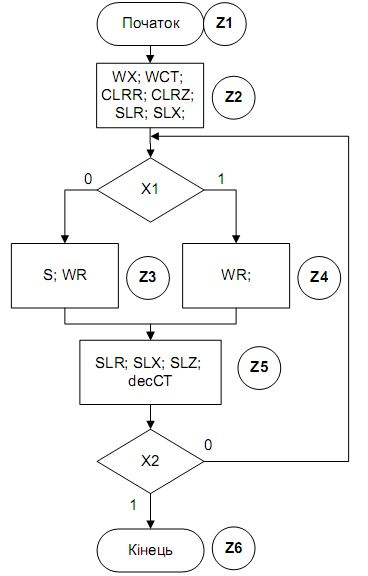 Початок
Z1
WX; WCT;
CLRR; CLRZ;
SLR; SLX;
Z2
X1
0
1
S; WR
Z3
WR;
Z4
SLR; SLX; SLZ;
decCT
Z5
X2
0
1
Кінець
Z6